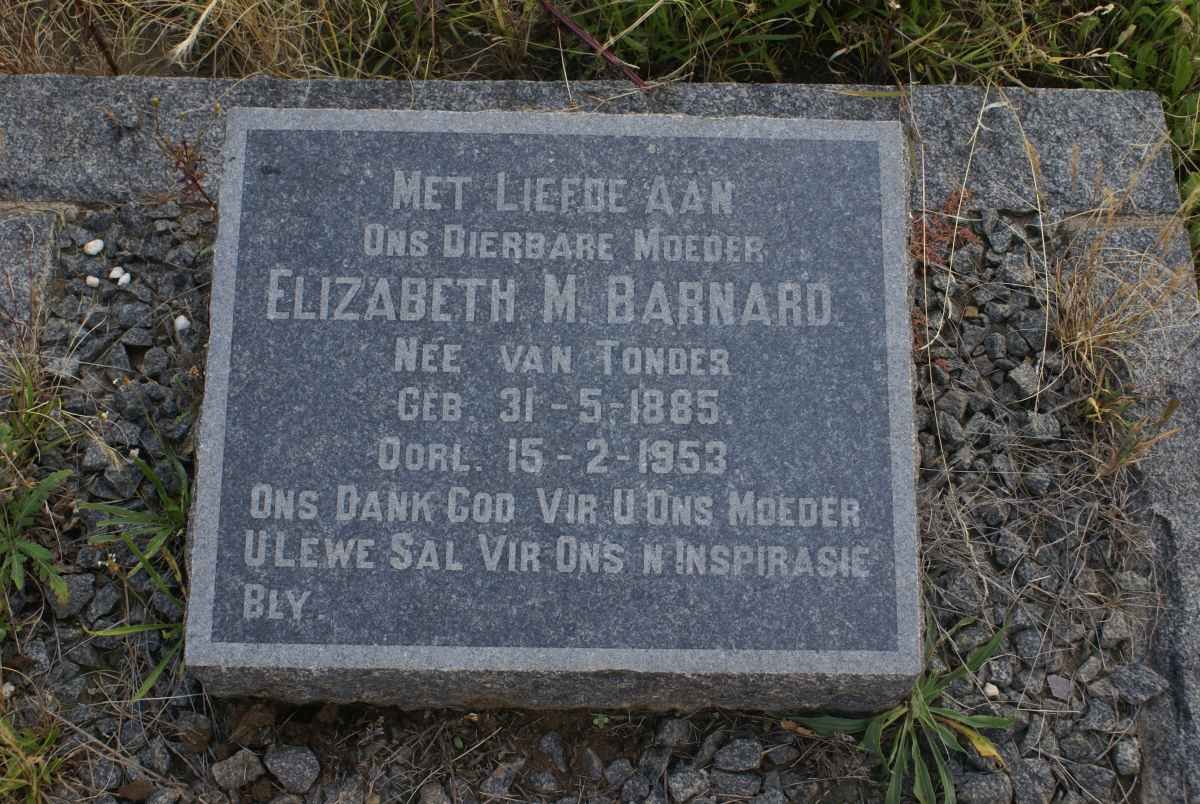 MET LIEFDE AAN
ONS DIERBARE MOEDER
ELIZABETH M. BARNARD.
NÉE VAN TONDER
GEB. 31-5-1885.
OORL. 15-2-1953.
ONS DANK GOD VIR U ONS MOEDER
U LEWE SAL VIR ONS 'N INSPIRASIE
BLY.